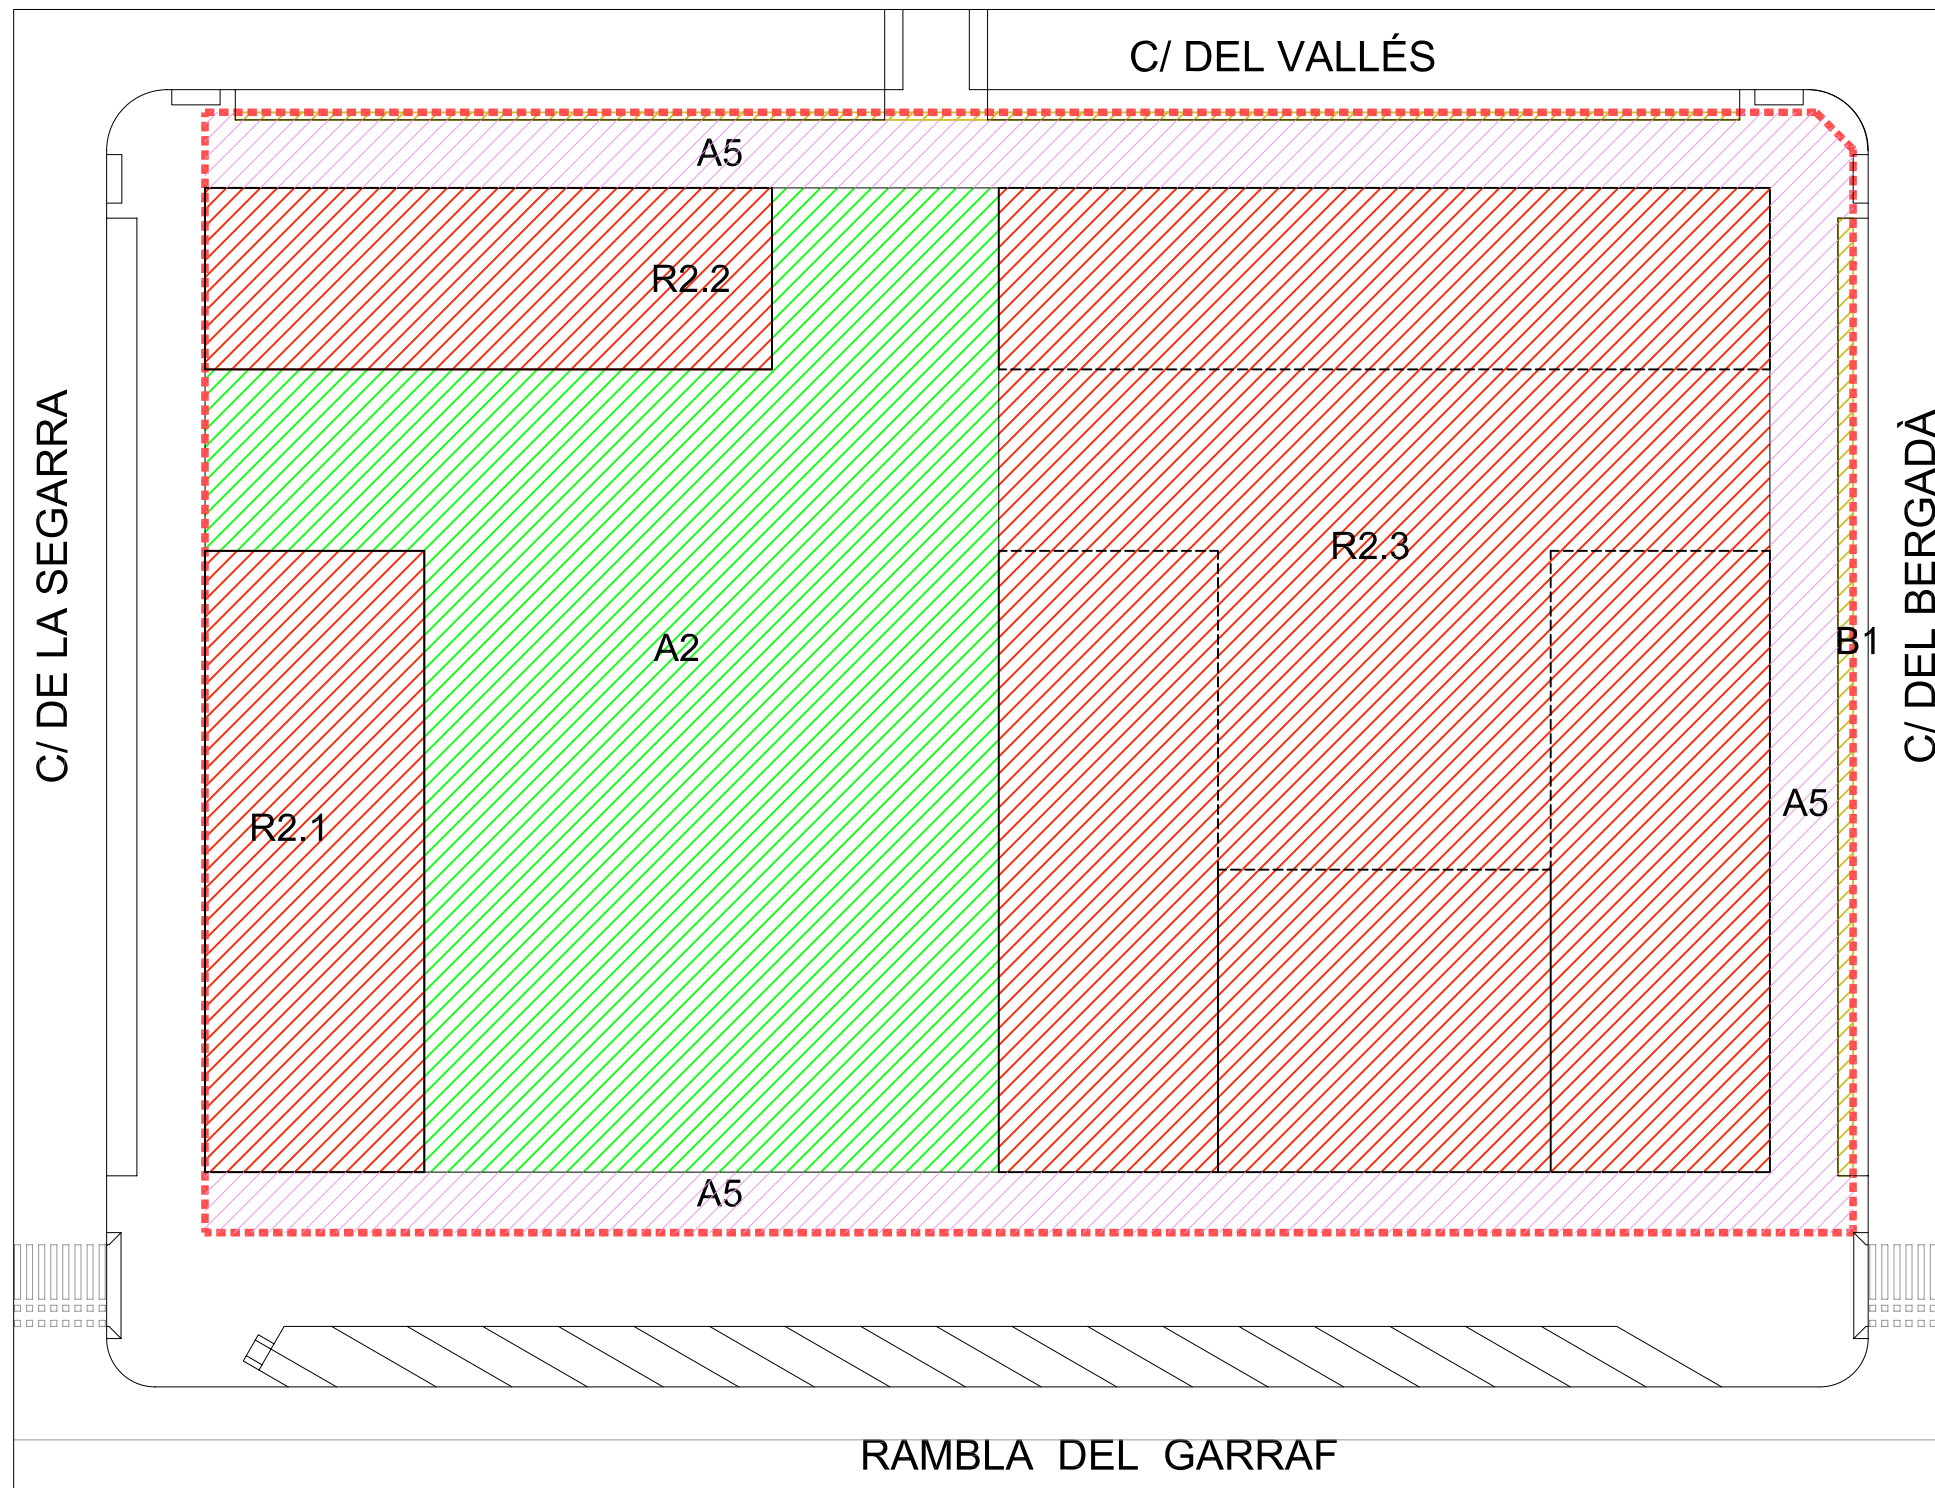 C/ DEL VALLÉS
A5
R2.2
C/ DE LA SEGARRA
C/ DEL BERGADÀ
R2.3
A2
B1
A5
R2.1
A5
RAMBLA DEL GARRAF